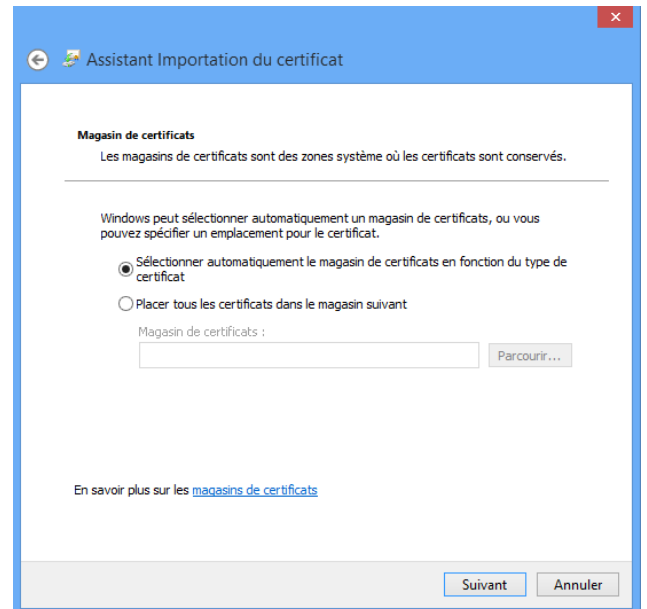 Assistant Importation du certificat
Magasin de certificats
Les magasins de certificats sont des zones système où les certificats sont conservés.
Windows peut sélectionner automatiquement un magasin de certificats, ou vous
pouvez spécifier un emplacement pour le certificat.
Sélectionner automatiquement le magasin de certificats en fonction du type de
certificat
Placer tous les certificats dans le magasin suivant
Magasin de certificats :
Parcourir...
En savoir plus sur les magasins de certificats
Suivant Annuler